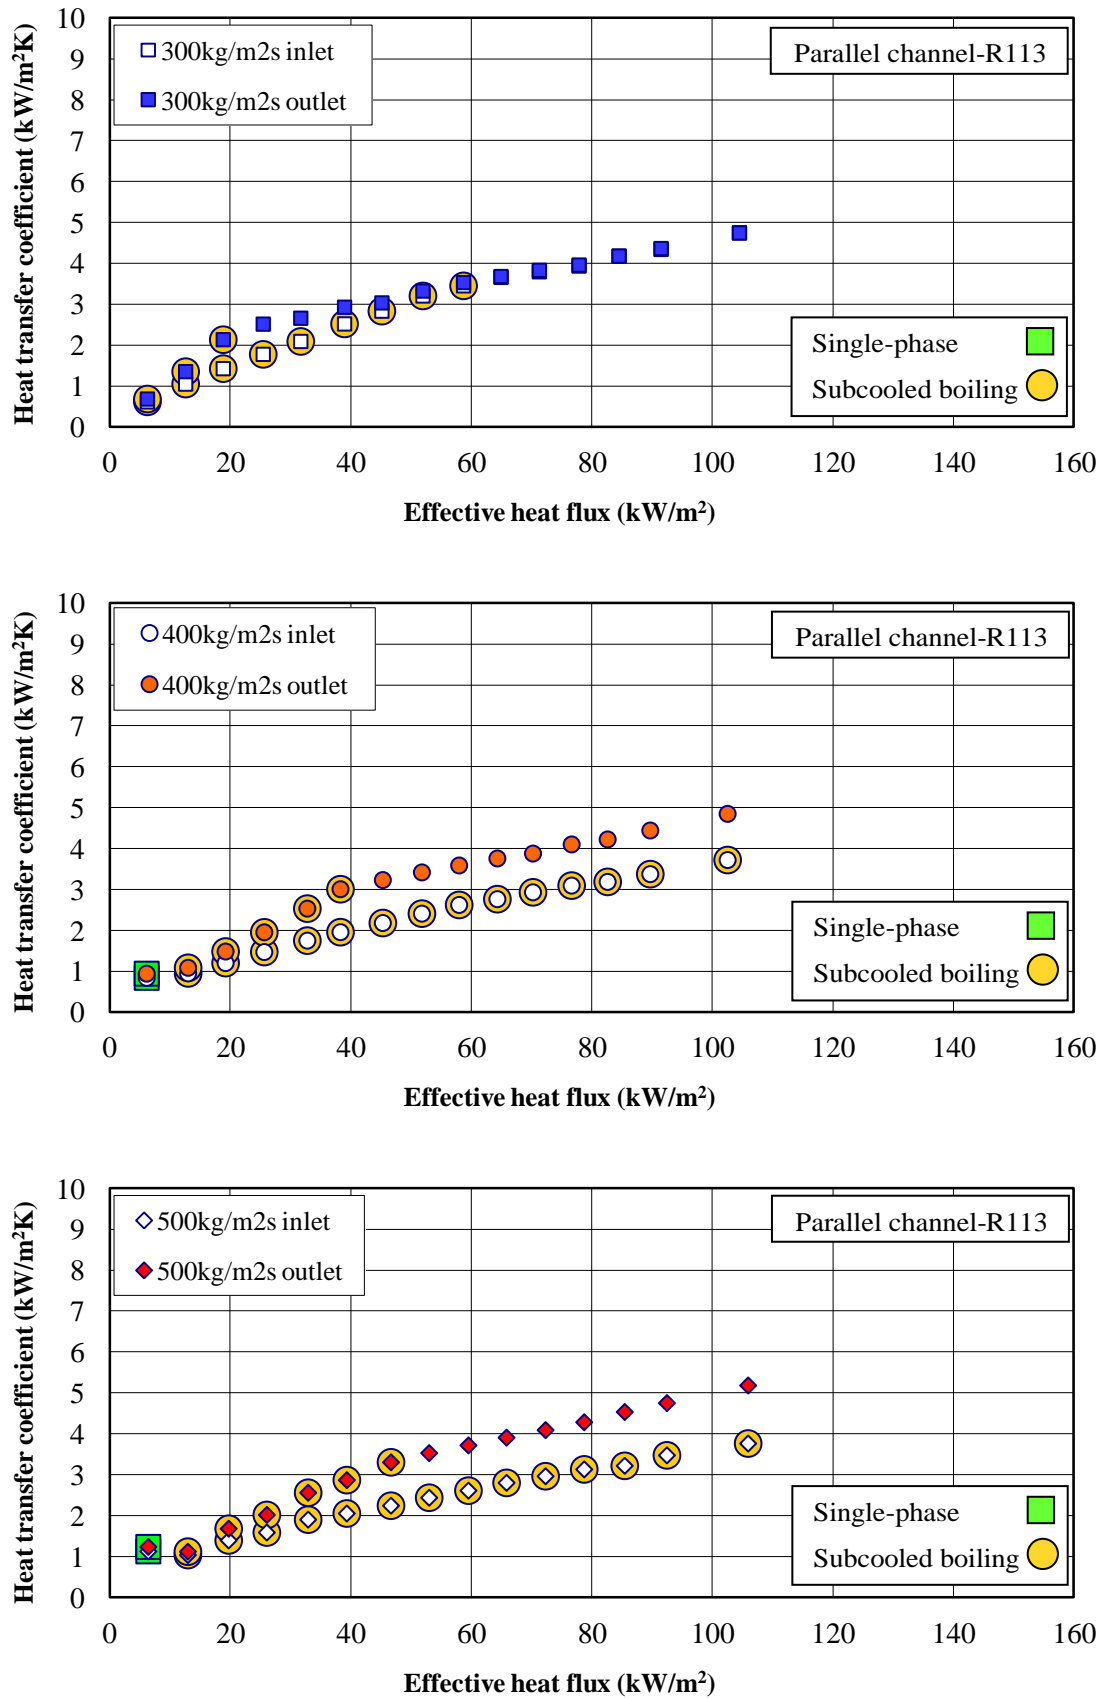 10
9
8
7
6
5
4
3
2
1
0
Heat transfer coefficient (kW/m²K)
300kg/m2s inlet
300kg/m2s outlet
Parallel channel-R113
Single-phase
Subcooled boiling
0 20 40 60 80 100 120 140 160
Effective heat flux (kW/m²)
10
9
8
7
6
5
4
3
2
1
0
Heat transfer coefficient (kW/m²K)
400kg/m2s inlet
400kg/m2s outlet
Parallel channel-R113
Single-phase
Subcooled boiling
0 20 40 60 80 100 120 140 160
Effective heat flux (kW/m²)
10
9
8
7
6
5
4
3
2
1
0
Heat transfer coefficient (kW/m²K)
500kg/m2s inlet
500kg/m2s outlet
Parallel channel-R113
Single-phase
Subcooled boiling
0 20 40 60 80 100 120 140 160
Effective heat flux (kW/m²)